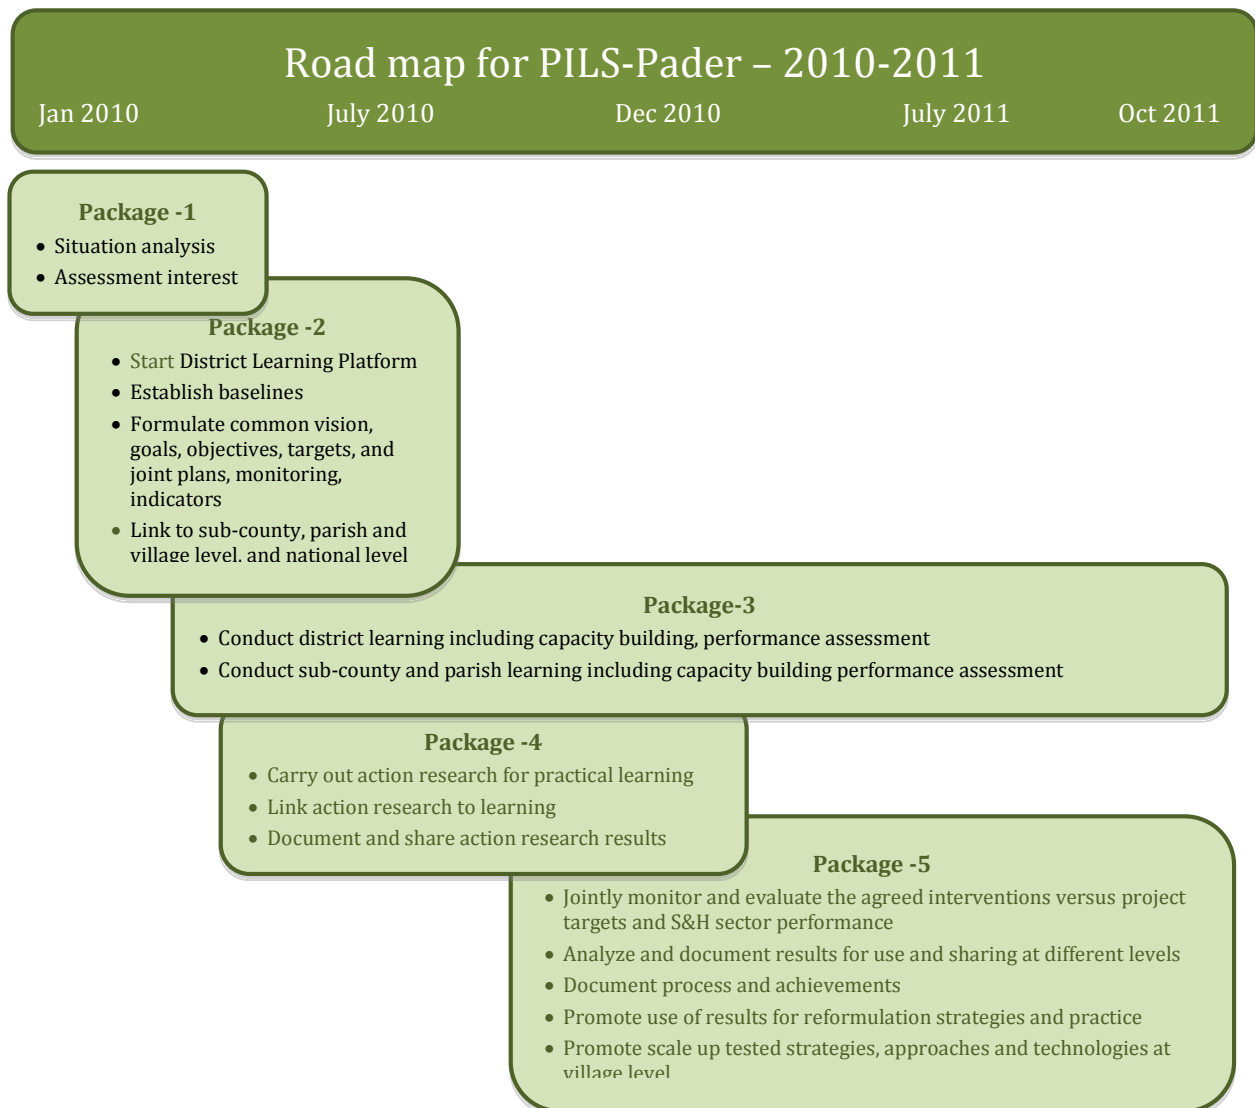 Road map for PILS-Pader – 2010-2011
Jan 2010 July 2010 Dec 2010 July 2011 Oct 2011
Package -1
• Situation analysis
• Assessment interest
Package -2
• Start District Learning Platform
• Establish baselines
• Formulate common vision,
goals, objectives, targets, and
joint plans, monitoring,
indicators
• Link to sub-county, parish and
village level, and national level
Package-3
• Conduct district learning including capacity building, performance assessment
• Conduct sub-county and parish learning including capacity building performance assessment
Package -4
• Carry out action research for practical learning
• Link action research to learning
• Document and share action research results
Package -5
• Jointly monitor and evaluate the agreed interventions versus project
targets and S&H sector performance
• Analyze and document results for use and sharing at different levels
• Document process and achievements
• Promote use of results for reformulation strategies and practice
• Promote scale up tested strategies, approaches and technologies at
village level